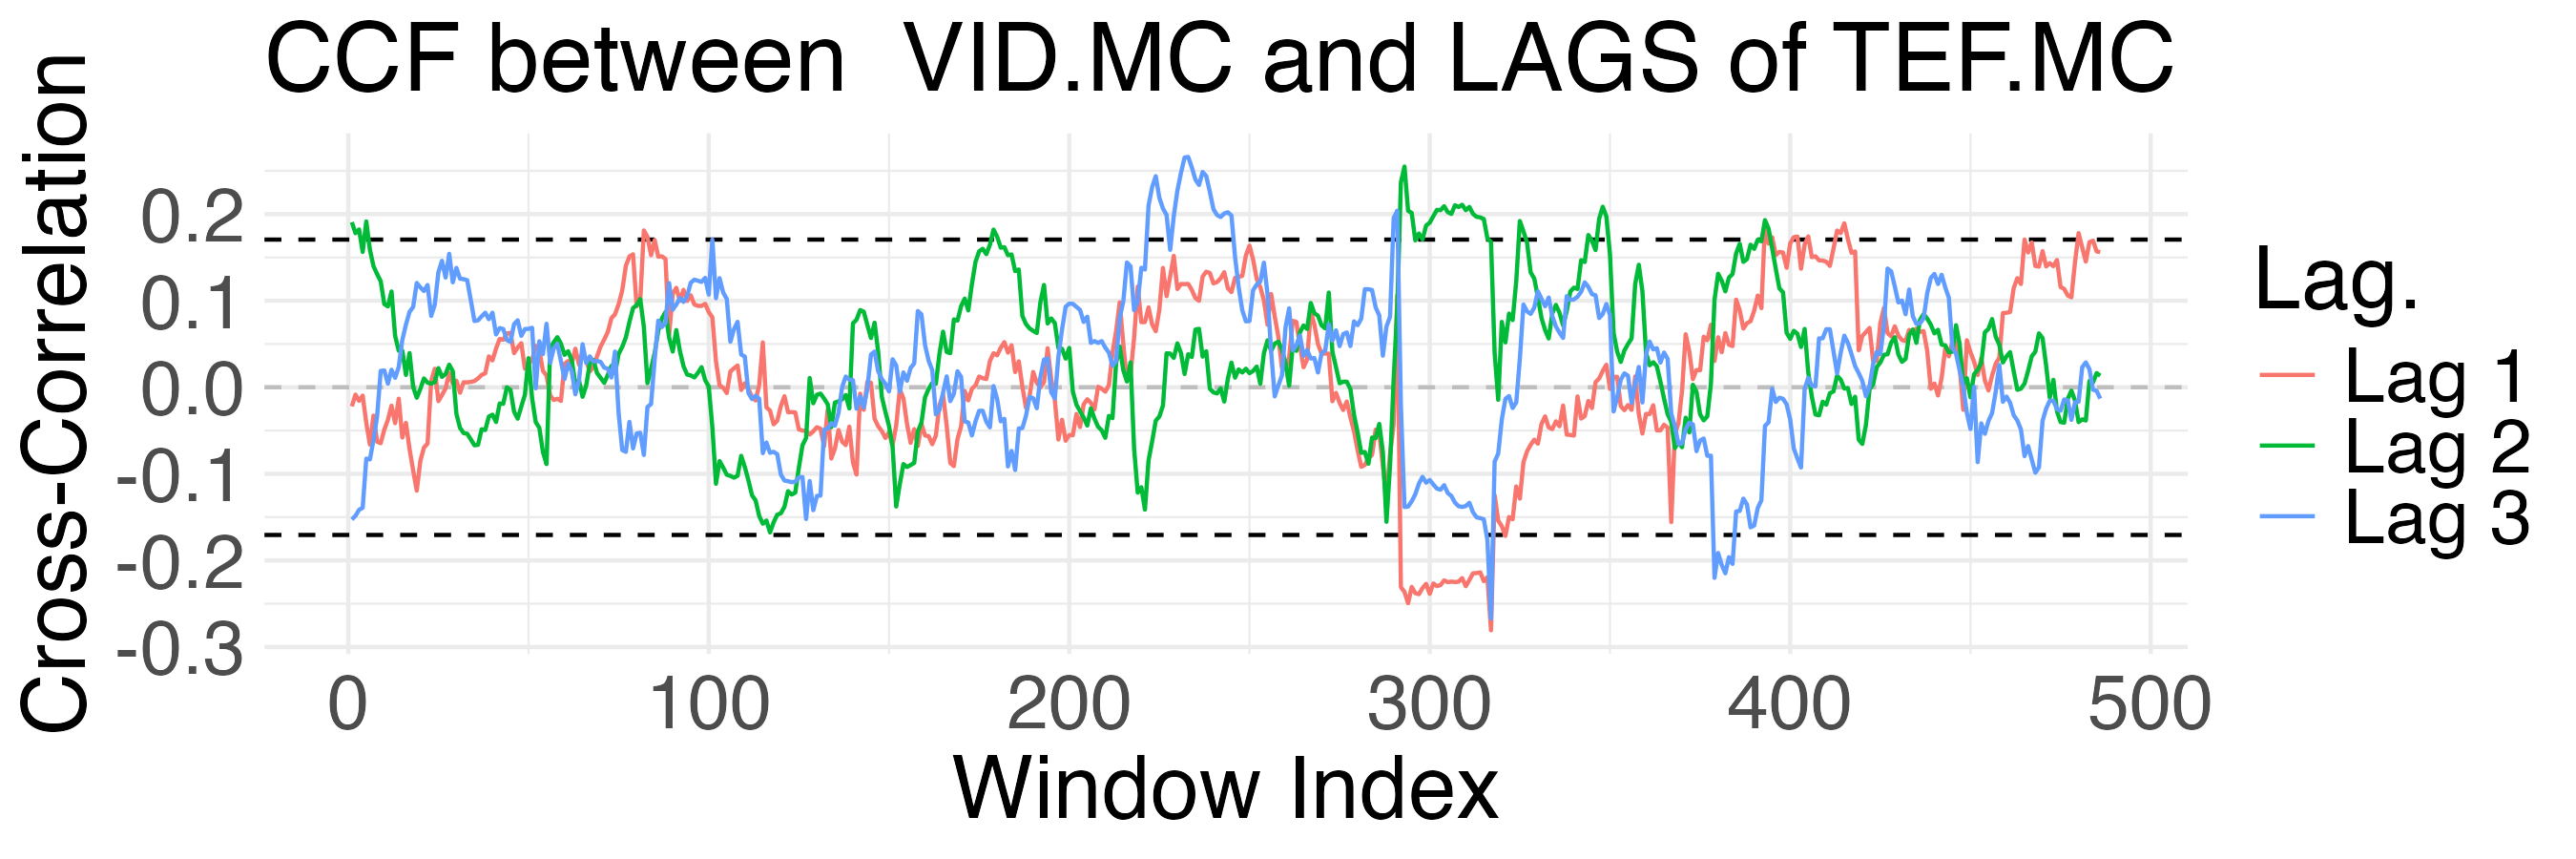 CCF between  VID.MC and LAGS of TEF.MC
Cross-Correlation
0.2
0.1
0.0
-0.1
-0.2
-0.3
0 100 200 300 400 500
Window Index
Lag.
Lag 1
Lag 2
Lag 3